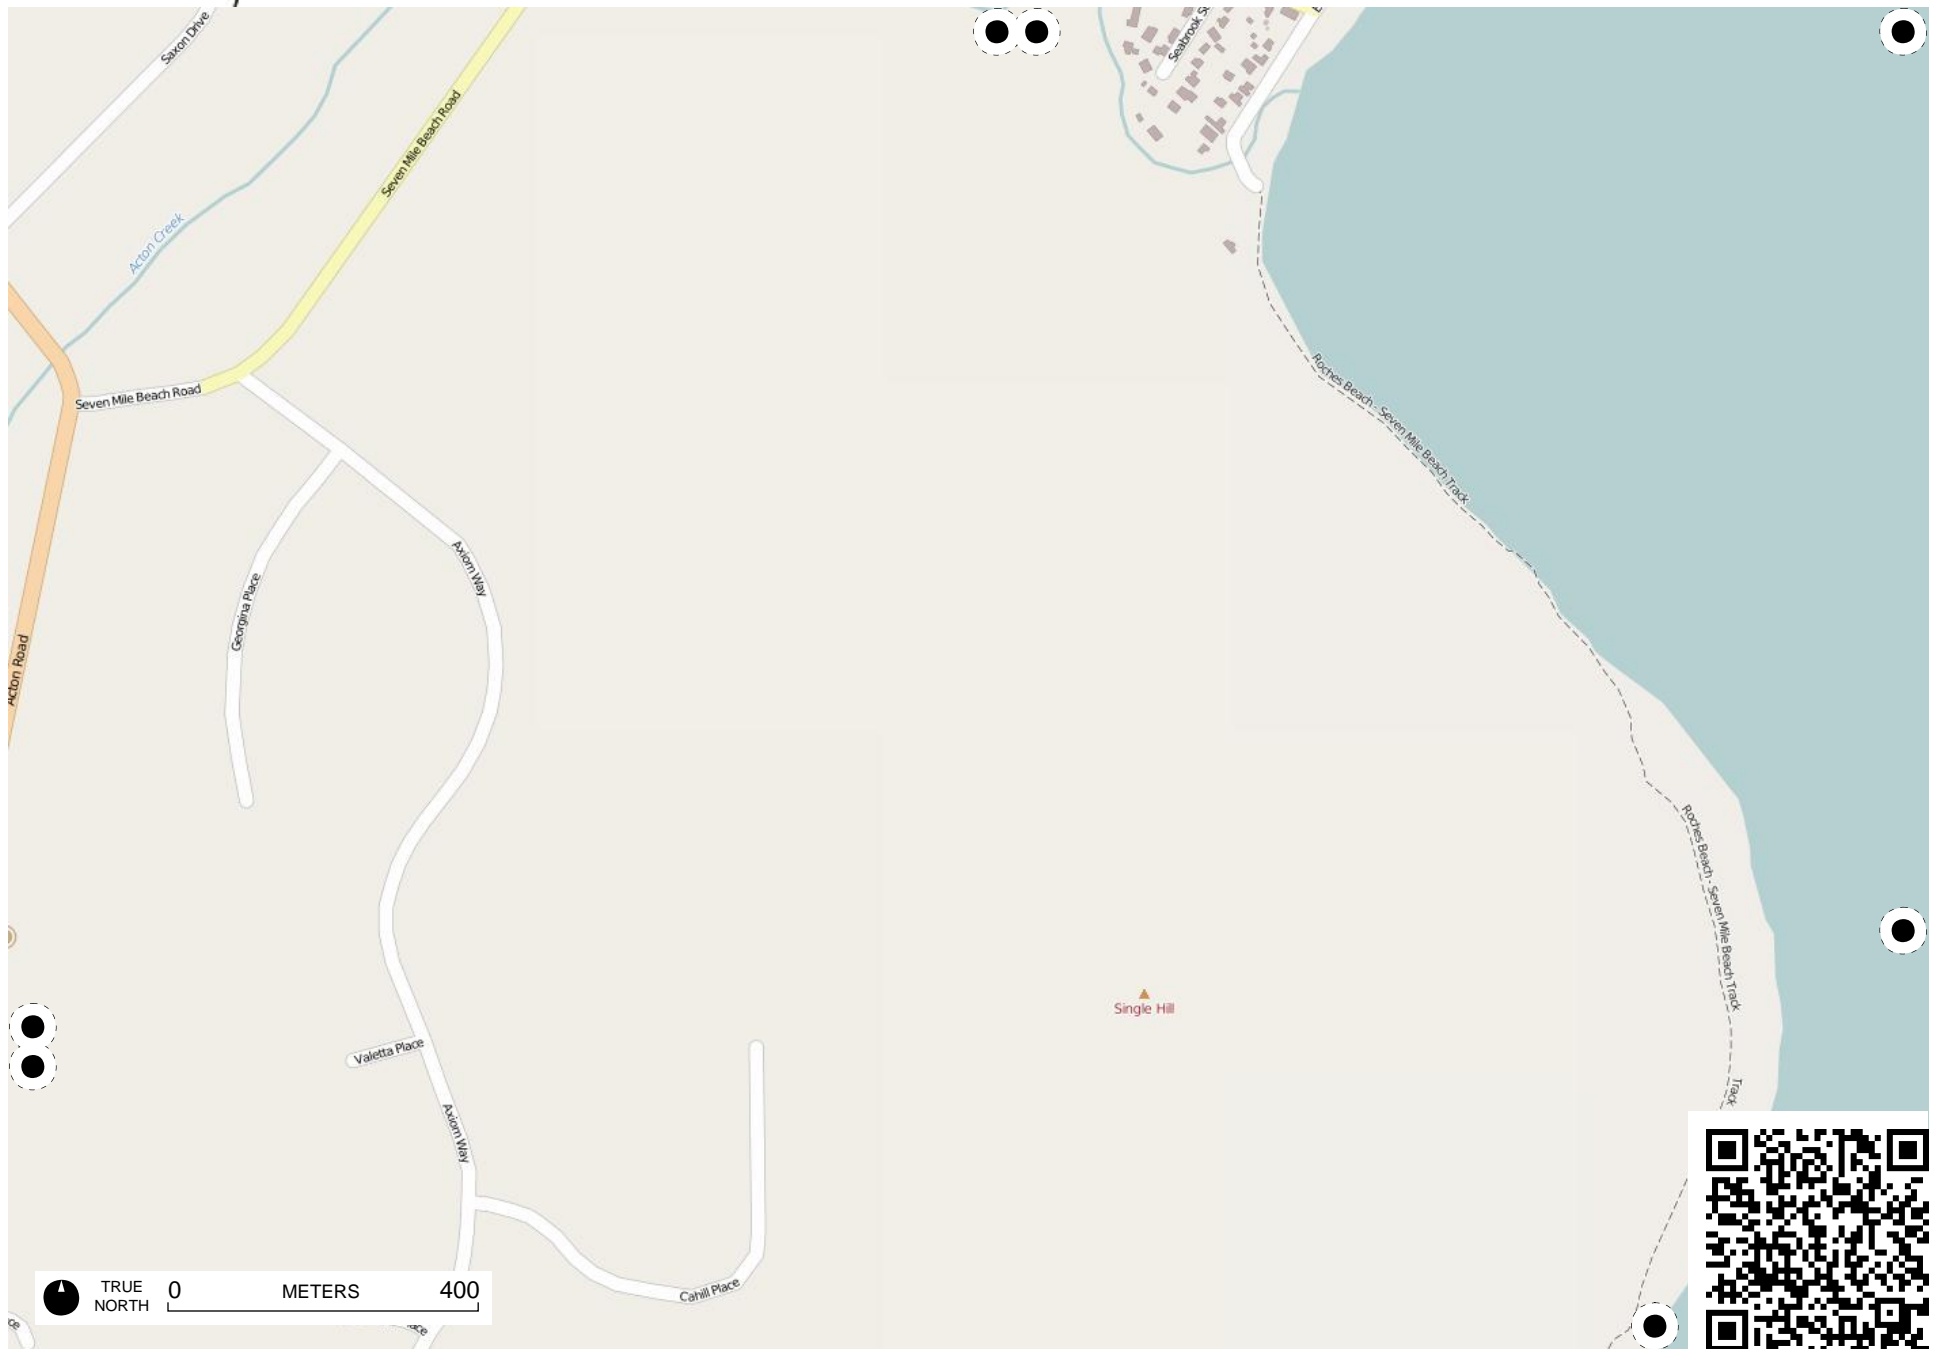 Saxon Drive
Seabrook
Seven Mile Beach Road
Acton Creek
Seven Mile Beach Road
Roches Beach - Seven Mile Beach Track
Axiom Way
Georgina Place
Acton Road
Roches Beach - Seven Mile Beach Track
Single Hill
Valetta Place
Track
Axiom Way
Cahill Place
TRUE
NORTH
0
METERS
400